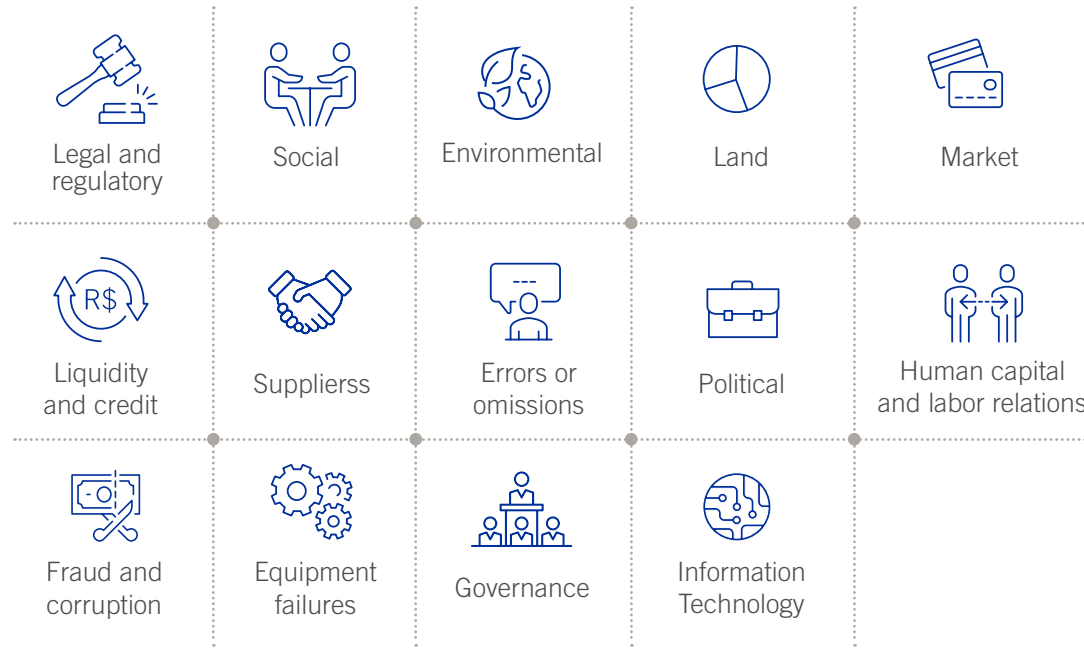 Legal and
regulatory
Social
Environmental
Land
Market
R$
Liquidity
and credit
Supplierss
Errors or
omissions
Political
Human capital
and labor relations
Fraud and
corruption
Equipment
failures
Governance
Information
Technology